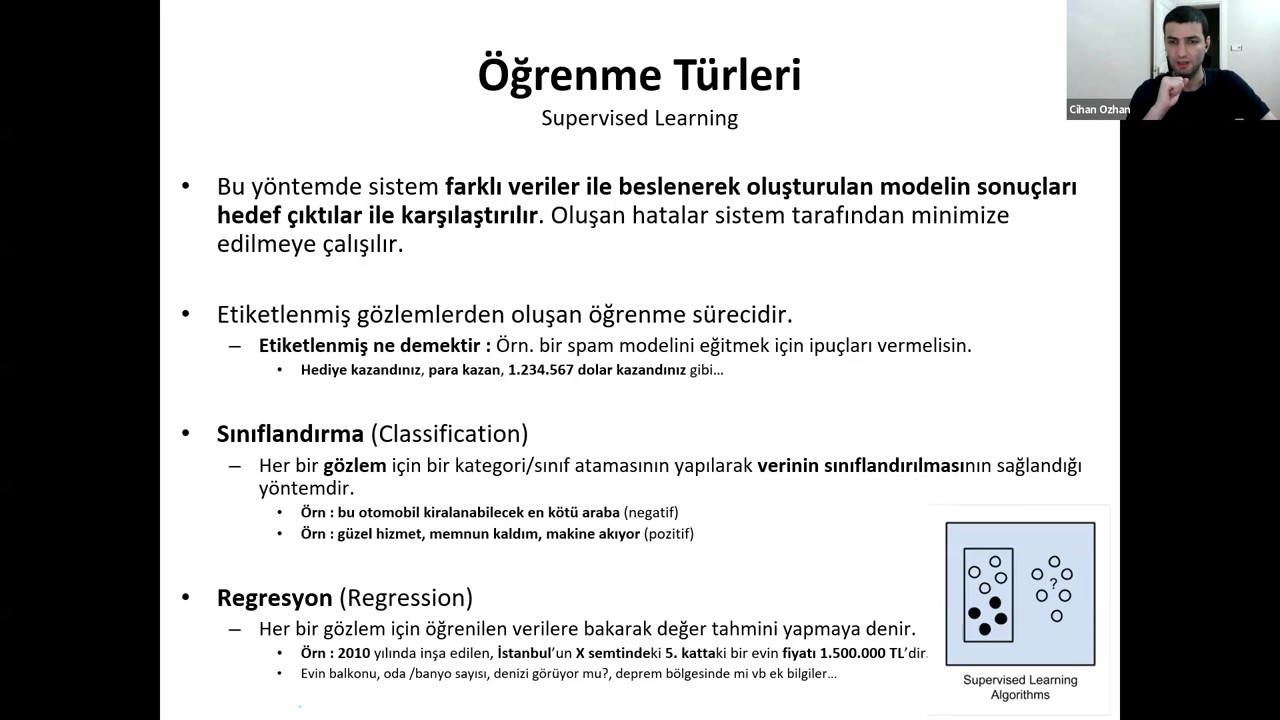 Öğrenme Türleri
Supervised Learning
Cihan Ozhan
• Bu yöntemde sistem farklı veriler ile beslenerek oluşturulan modelin sonuçları
hedef çıktılar ile karşılaştırılır. Oluşan hatalar sistem tarafından minimize
edilmeye çalışılır.
• Etiketlenmiş gözlemlerden oluşan öğrenme sürecidir.
– Etiketlenmiş ne demektir : Örn. bir spam modelini eğitmek için ipuçları vermelisin.
• Hediye kazandınız, para kazan, 1.234.567 dolar kazandınız gibi...
• Sınıflandırma (Classification)
– Her bir gözlem için bir kategori/sınıf atamasının yapılarak verinin sınıflandırılmasının sağlandığı
yöntemdir.
• Örn : bu otomobil kiralanabilecek en kötü araba (negatif)
• Örn : güzel hizmet, memnun kaldım, makine akıyor (pozitif)
• Regresyon (Regression)
– Her bir gözlem için öğrenilen verilere bakarak değer tahmini yapmaya denir.
• Örn : 2010 yılında inşa edilen, İstanbul'un X semtindeki 5. kattaki bir evin fiyatı 1.500.000 TL'dir.
• Evin balkonu, oda /banyo sayısı, denizi görüyor mu?, deprem bölgesinde mi vb ek bilgiler...
?
Supervised Learning
Algorithms